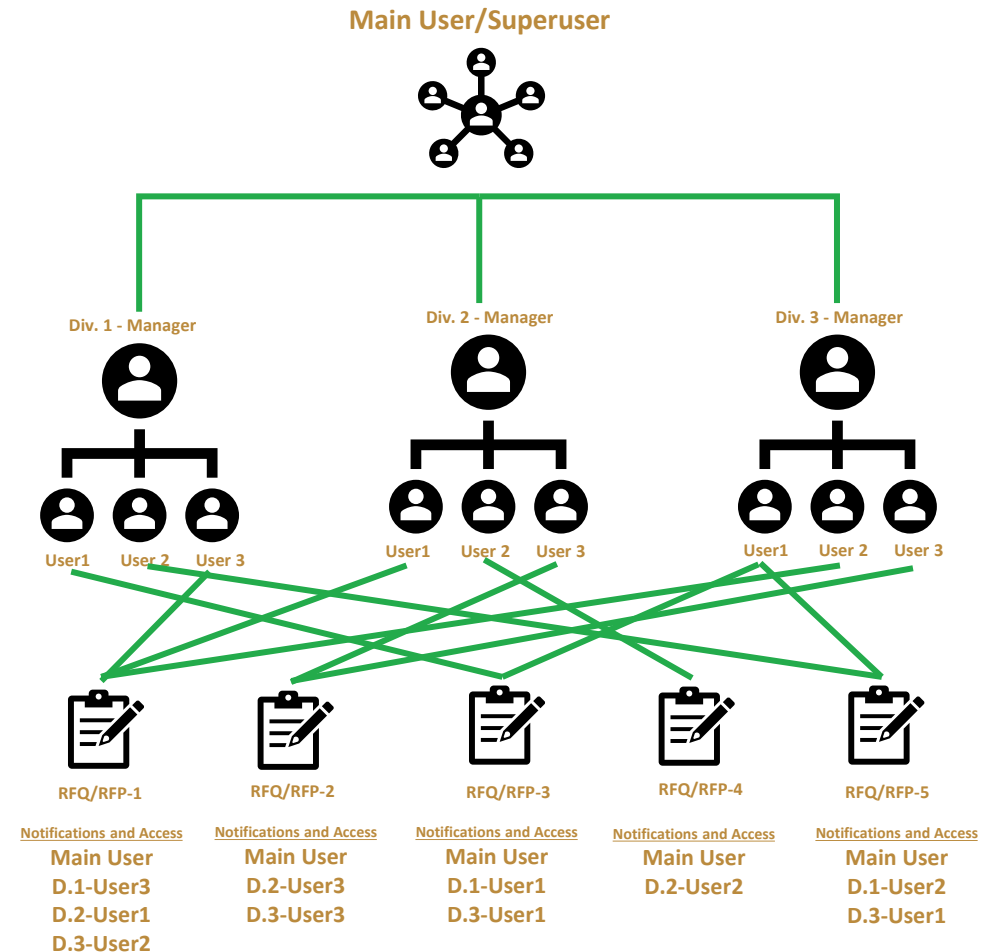 Main User/Superuser
Div. 1 - Manager
Div. 2 - Manager
Div. 3 - Manager
User1
User 2
User 3
User1
User 2
User 3
User1
User 2
User 3
RFQ/RFP-1
RFQ/RFP-2
RFQ/RFP-3
RFQ/RFP-4
RFQ/RFP-5
Notifications and Access
Main User
D.1-User3
D.2-User1
D.3-User2
Notifications and Access
Main User
D.2-User3
D.3-User3
Notifications and Access
Main User
D.1-User1
D.3-User1
Notifications and Access
Main User
D.2-User2
Notifications and Access
Main User
D.1-User2
D.3-User1